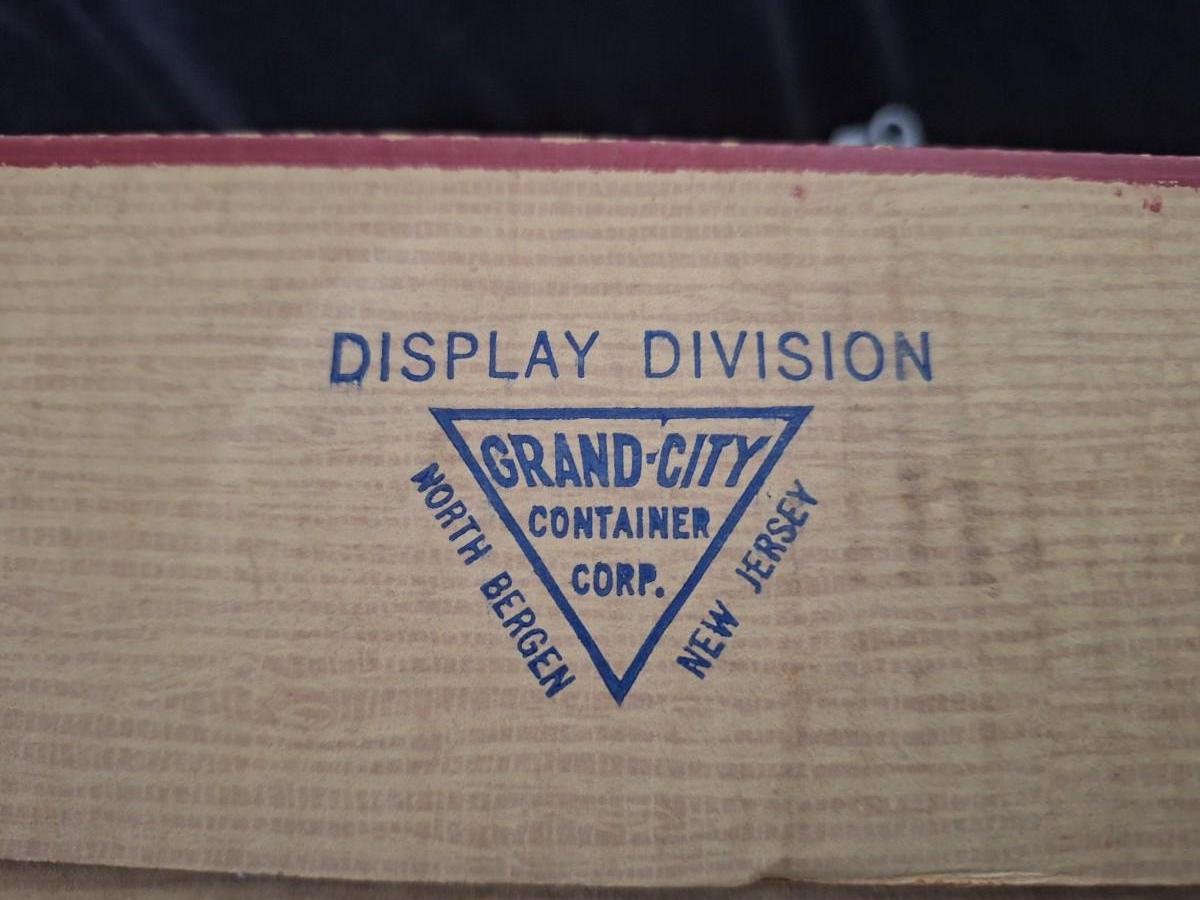 DISPLAY DIVISION
GRAND-CITY
CONTAINER
CORP.
NORTH BERGEN
NEW JERSEY